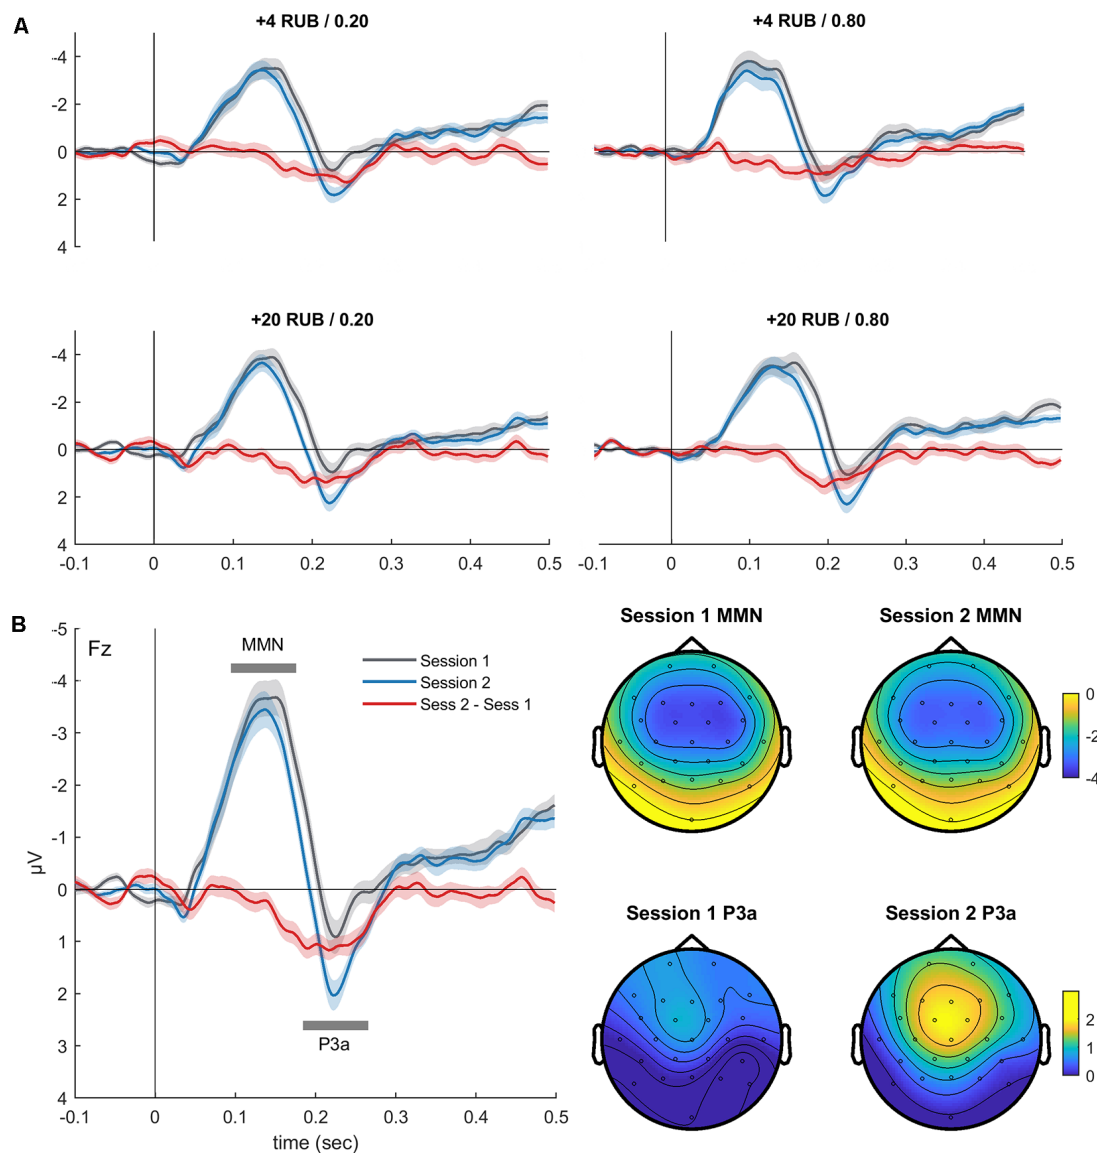 A
+4 RUB / 0.20
+4 RUB / 0.80
-4
-2
0
2
4
-4
-2
0
2
4
+20 RUB / 0.20
+20 RUB / 0.80
-4
-2
0
2
4
-0.1 0 0.1 0.2 0.3 0.4 0.5
-4
-2
0
2
4
-0.1 0 0.1 0.2 0.3 0.4 0.5
B
Fz
MMN
Session 1
Session 2
Sess 2 - Sess 1
P3a
-5
-4
-3
-2
-1
0
1
2
3
4
µV
-0.1 0 0.1 0.2 0.3 0.4 0.5
time (sec)
Session 1 MMN
Session 2 MMN
0
-2
-4
Session 1 P3a
Session 2 P3a
2
1
0